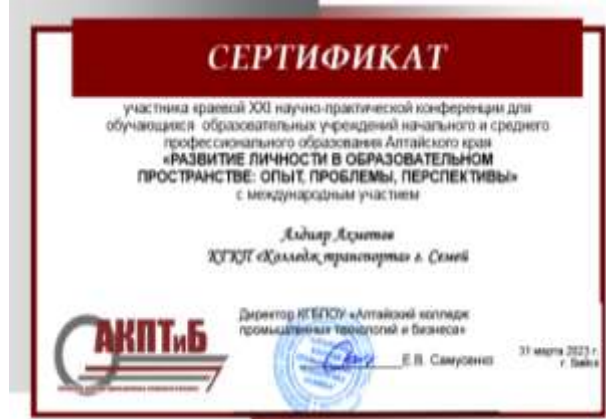 СЕРТИФИКАТ
участника краевой XXI научно-практической конференции для
обучающихся образовательных учреждений начального и среднего
профессионального образования Алтайского края
«РАЗВИТИЕ ЛИЧНОСТИ В ОБРАЗОВАТЕЛЬНОМ
ПРОСТРАНСТВЕ: ОПЫТ, ПРОБЛЕМЫ, ПЕРСПЕКТИВЫ»
с международным участием
Алдияр Ахметов
КГКП «Колледж транспорта» г. Семей
Директор КГБПОУ «Алтайский колледж
промышленных технологий и бизнеса»
Е.В. Самусенко
31 марта 2023 г.
г. Бийск
АКПТиБ